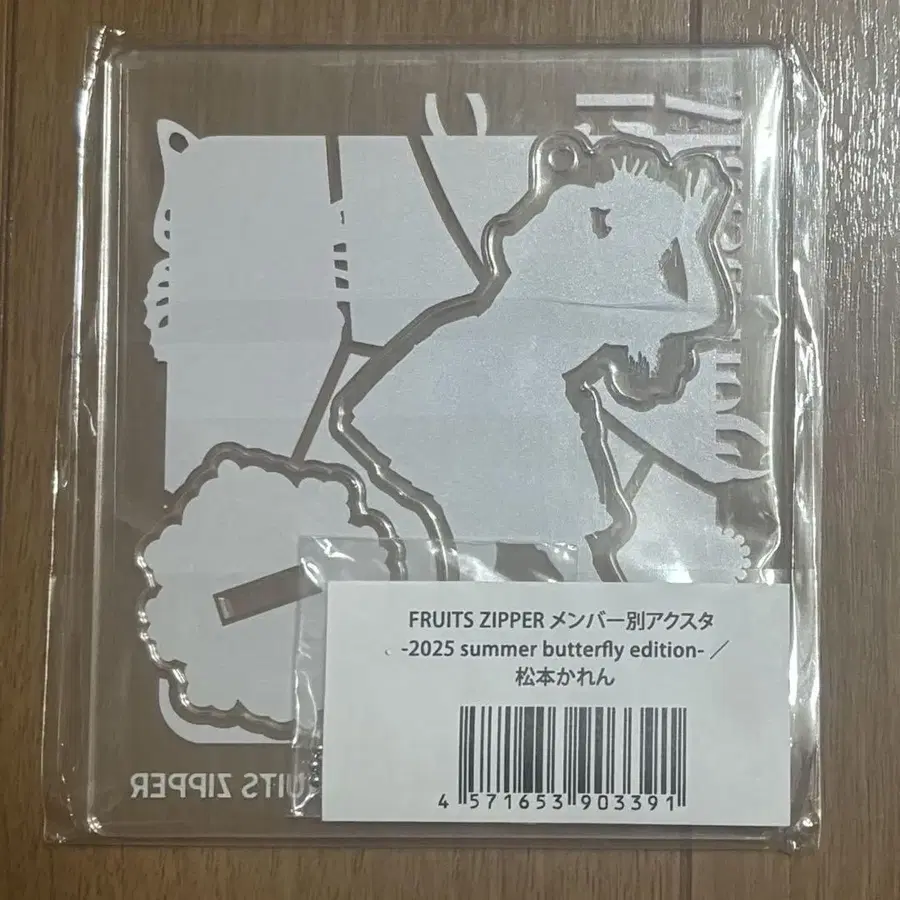 FRUITS ZIPPER メンバー別アクスタ
-2025 summer butterfly edition-／
松本かれん
4 571653 903391
UITS ZIPPER